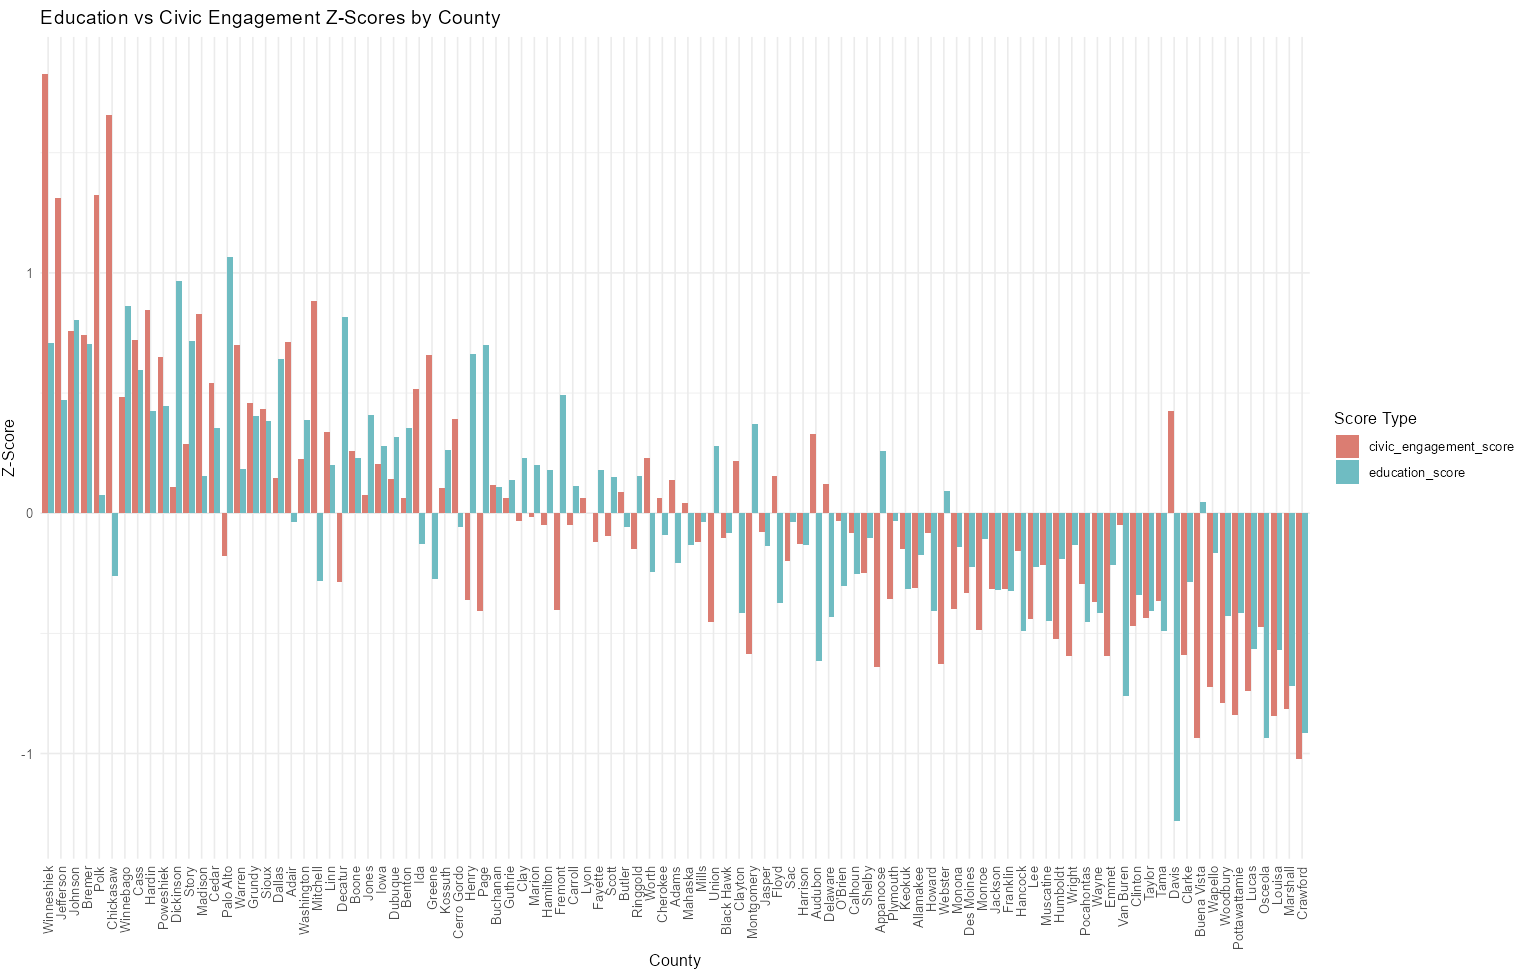 Education vs Civic Engagement Z-Scores by County
Z-Score
1
0
-1
Winneshiek
Jefferson
Johnson
Bremer
Polk
Chickasaw
Winnebago
Cass
Hardin
Poweshiek
Dickinson
Story
Madison
Cedar
Palo Alto
Warren
Grundy
Sioux
Dallas
Adair
Washington
Mitchell
Linn
Decatur
Boone
Jones
Iowa
Dubuque
Benton
Ida
Greene
Kossuth
Cerro Gordo
Henry
Page
Buchanan
Guthrie
Clay
Marion
Hamilton
Fremont
Carroll
Lyon
Fayette
Scott
Butler
Ringgold
Worth
Cherokee
Adams
Mahaska
Mills
Union
Black Hawk
Clayton
Montgomery
Jasper
Floyd
Sac
Harrison
Audubon
Delaware
O'Brien
Calhoun
Shelby
Appanoose
Plymouth
Keokuk
Allamakee
Howard
Webster
Monona
Des Moines
Monroe
Jackson
Franklin
Hancock
Lee
Muscatine
Humboldt
Wright
Pocahontas
Wayne
Emmet
Van Buren
Clinton
Taylor
Tama
Davis
Clarke
Buena Vista
Wapello
Woodbury
Pottawattamie
Lucas
Osceola
Louisa
Marshall
Crawford
County
Score Type
civic_engagement_score
education_score